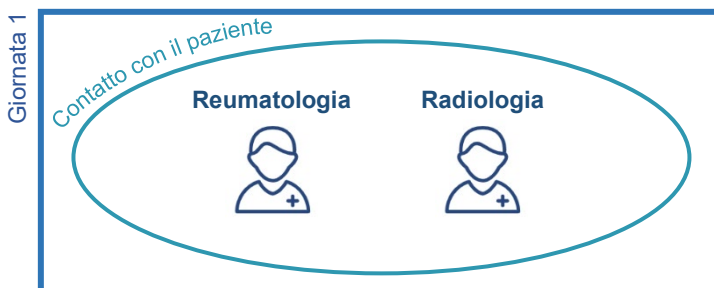 Giornata 1
Contatto con il paziente
Reumatologia
Radiologia